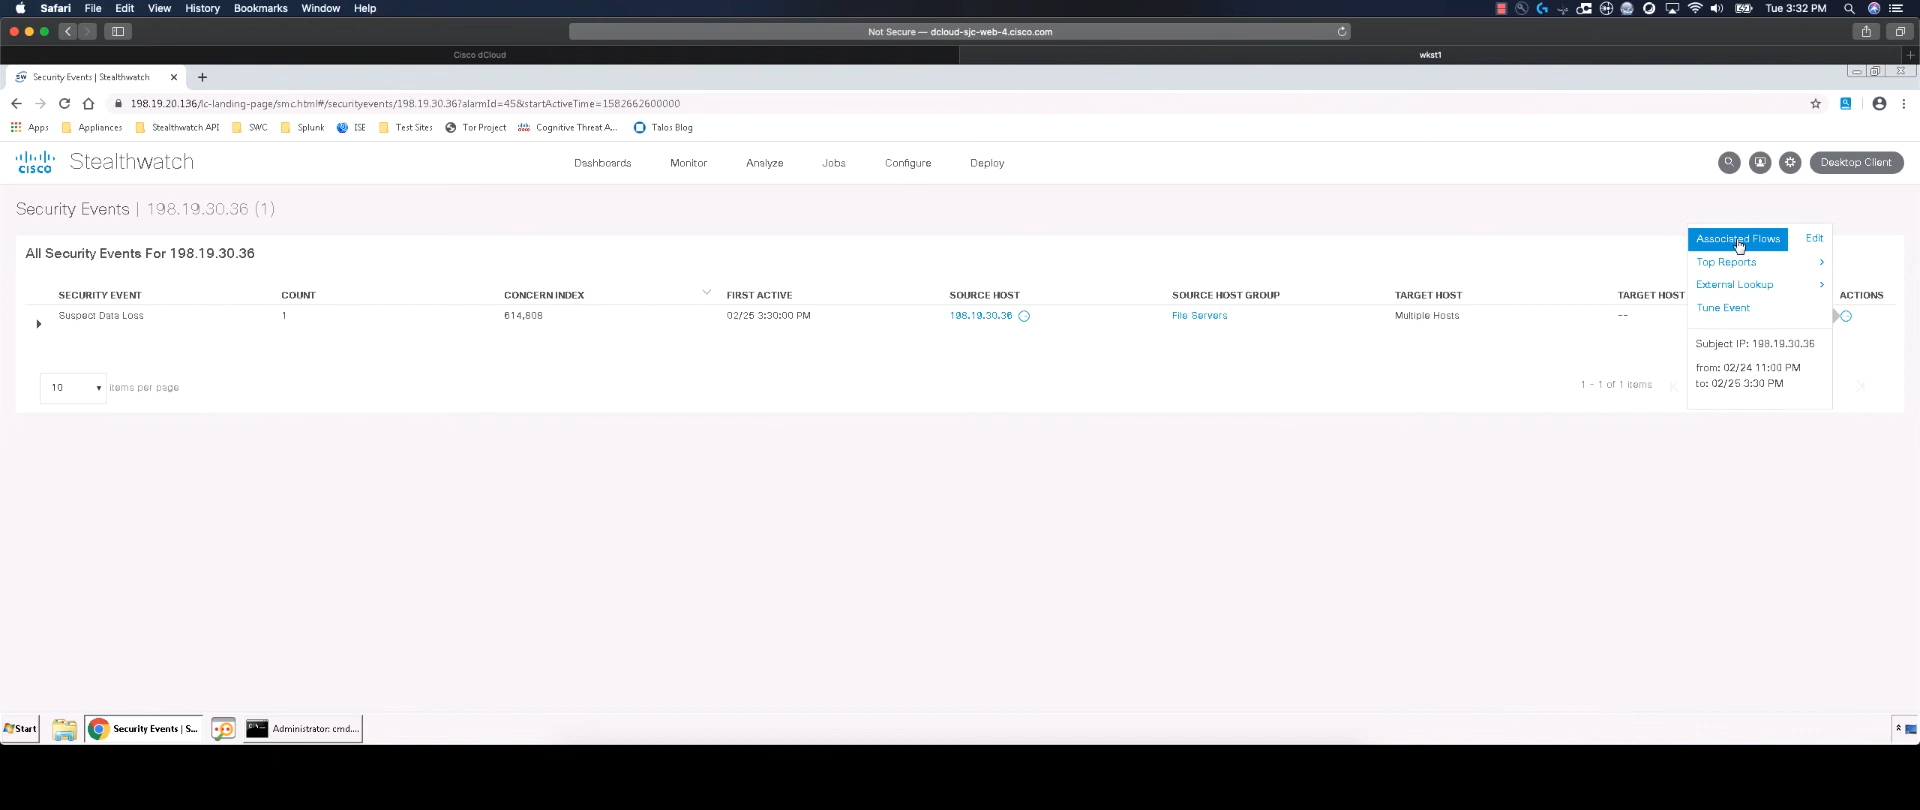 Safari File Edit View History Bookmarks Window Help Tue 3:32 PM
Not Secure — dcloud-sjc-web-4.cisco.com
Cisco dCloud wkst1
Security Events | Stealthwatch
198.19.20.136/lc-landing-page/smc.html#/securityevents/198.19.30.36?alarmId=45&startActiveTime=1582662600000
Apps Appliances Stealthwatch API SWC Splunk ISE Test Sites Tor Project Cognitive Threat A... Talos Blog
cisco Stealthwatch Dashboards Monitor Analyze Jobs Configure Deploy Desktop Client
Security Events | 198.19.30.36 (1)
Associated Flows Edit
All Security Events For 198.19.30.36
Top Reports
External Lookup
SECURITY EVENT COUNT CONCERN INDEX FIRST ACTIVE SOURCE HOST SOURCE HOST GROUP TARGET HOST TARGET HOST ACTIONS
Tune Event
Suspect Data Loss 1 614,808 02/25 3:30:00 PM 198.19.30.36 File Servers Multiple Hosts --
Subject IP: 198.19.30.36
from: 02/24 11:00 PM
to: 02/25 3:30 PM
10 items per page 1 - 1 of 1 items
Start Security Events | S... Administrator: cmd....